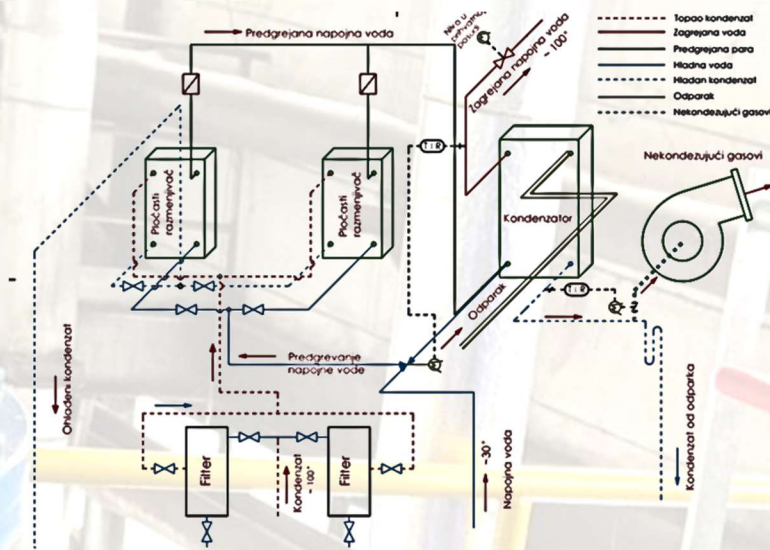 Topao kondenzat
Zagrejana voda
Predgrejana para
Hladna voda
Hladan kondenzat
Odparak
Nekondezujući gasovi
Predgrejana napojna voda
Nivo u
prihvatnoj
posudi
Zagrejana napojna voda
~100°
Pločasti
razmenjivač
Pločasti
razmenjivač
T I R
Kondenzator
Nekondezujući gasovi
T I R
Odparak
Predgrevanje
napojne vode
Ohlađeni kondenzat
Filter
Kondenzat
~100°
Filter
~30°
Napojna voda
Kondenzat od odparka